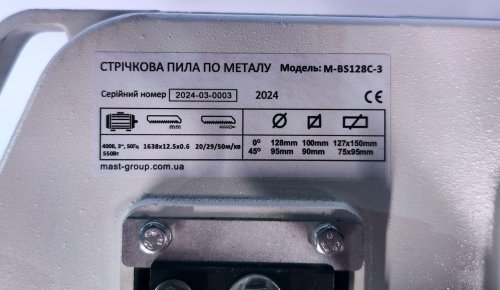 СТРІЧКОВА ПИЛА ПО МЕТАЛУ Модель: M-BS128C-3
Серійний номер 2024-03-0003 2024 CE
mm
400В, 3~, 50Гц 1638x12.5x0.6 20/29/50м/хв 0° 128mm 100mm 127x150mm
550Вт 45° 95mm 90mm 75x95mm
mast-group.com.ua